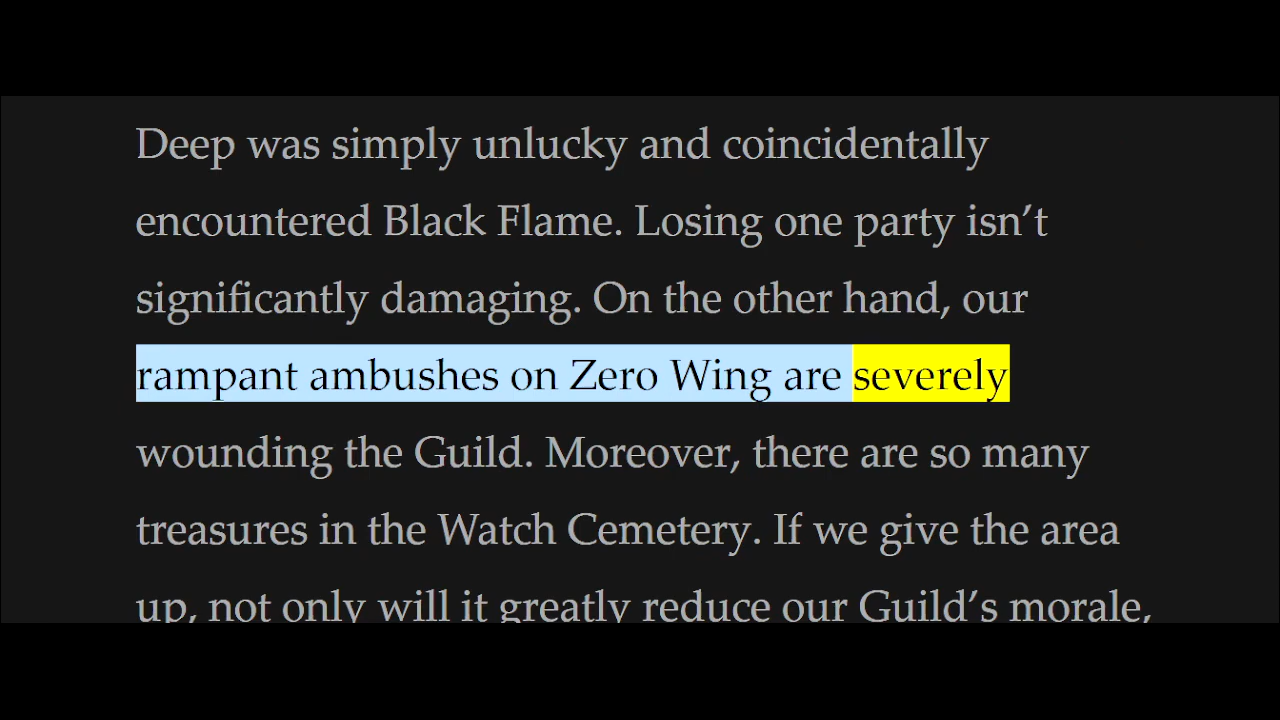 Deep was simply unlucky and coincidentally
encountered Black Flame. Losing one party isn’t
significantly damaging. On the other hand, our
rampant ambushes on Zero Wing are severely
wounding the Guild. Moreover, there are so many
treasures in the Watch Cemetery. If we give the area
up, not only will it greatly reduce our Guild’s morale,